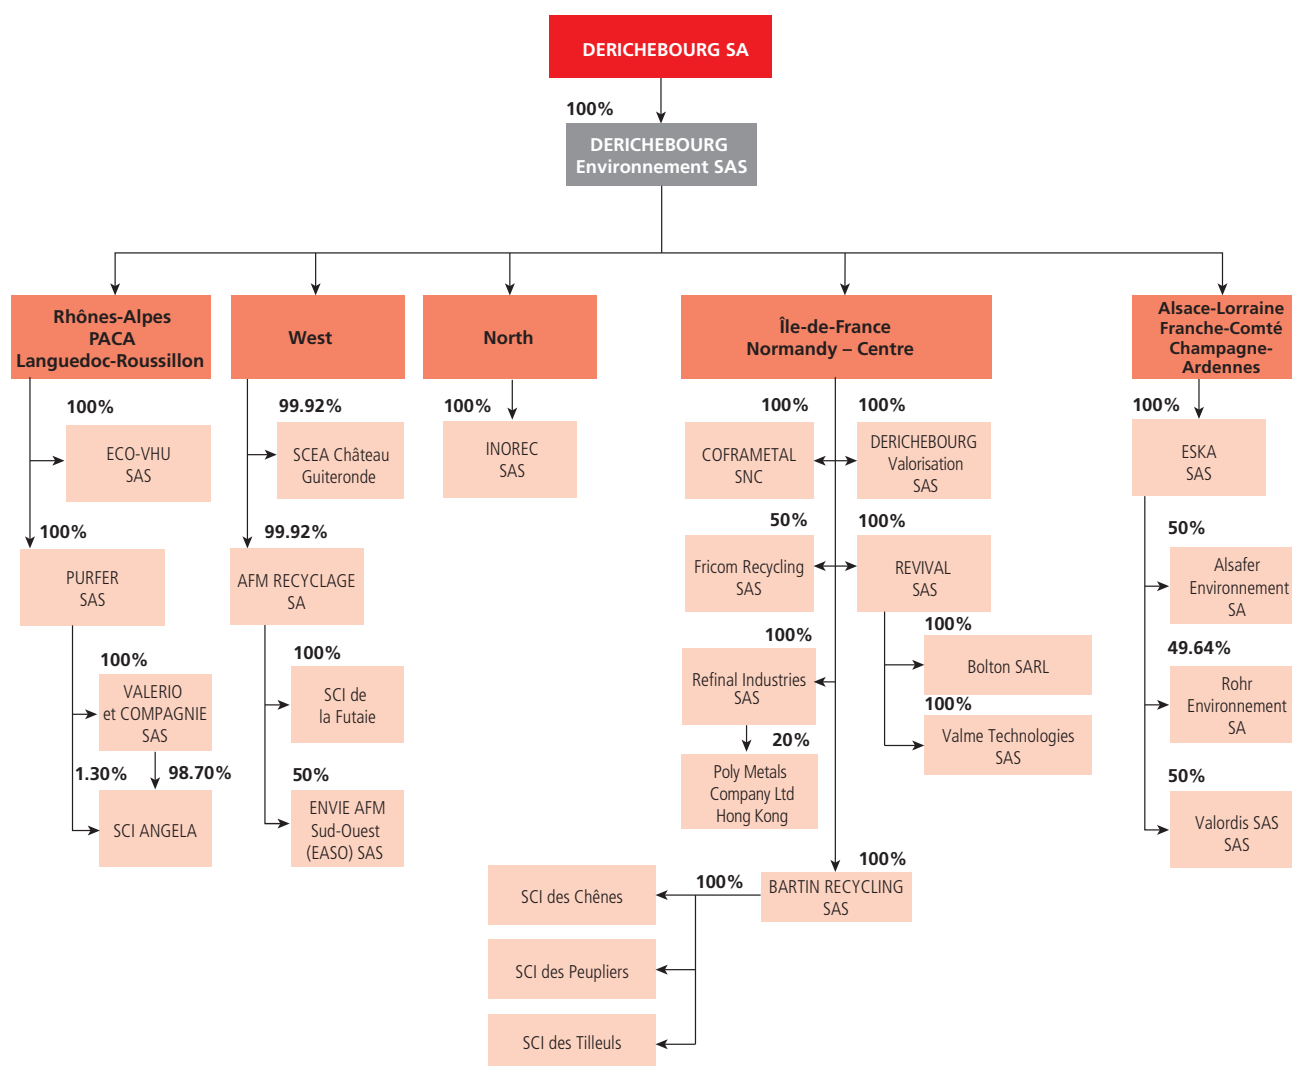 DERICHEBOURG SA
100%
DERICHEBOURG
Environnement SAS
Rhônes-Alpes
PACA
Languedoc-Roussillon
100%
ECO-VHU
SAS
100%
PURFER
SAS
100%
VALERIO
et COMPAGNIE
SAS
1.30%
98.70%
SCI ANGELA
West
99.92%
SCEA Château
Guiteronde
99.92%
AFM RECYCLAGE
SA
100%
SCI de
la Futaie
50%
ENVIE AFM
Sud-Ouest
(EASO) SAS
North
100%
INOREC
SAS
Île-de-France
Normandy – Centre
100%
COFRAMETAL
SNC
100%
DERICHEBOURG
Valorisation
SAS
50%
Fricom Recycling
SAS
100%
REVIVAL
SAS
100%
Bolton SARL
100%
Valme Technologies
SAS
100%
Refinal Industries
SAS
20%
Poly Metals
Company Ltd
Hong Kong
100%
BARTIN RECYCLING
SAS
100%
SCI des Chênes
SCI des Peupliers
SCI des Tilleuls
Alsace-Lorraine
Franche-Comté
Champagne-
Ardennes
100%
ESKA
SAS
50%
Alsafer
Environnement
SA
49.64%
Rohr
Environnement
SA
50%
Valordis SAS
SAS